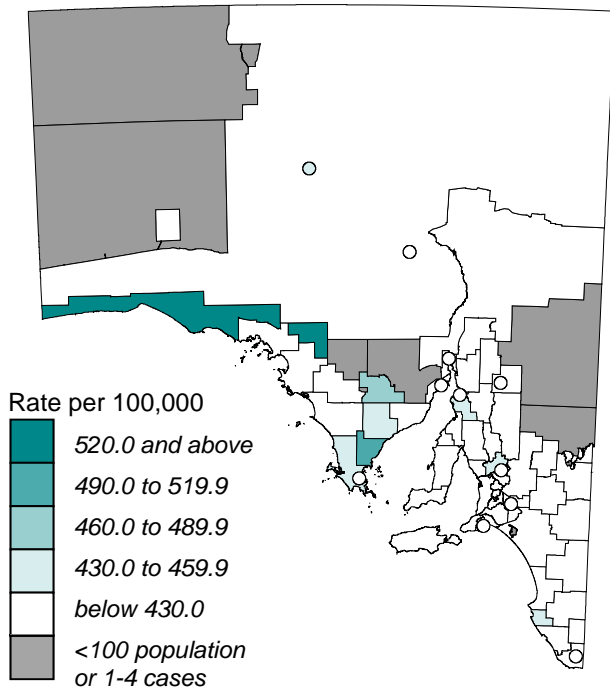 Rate per 100,000
520.0 and above
490.0 to 519.9
460.0 to 489.9
430.0 to 459.9
below 430.0
<100 population
or 1-4 cases